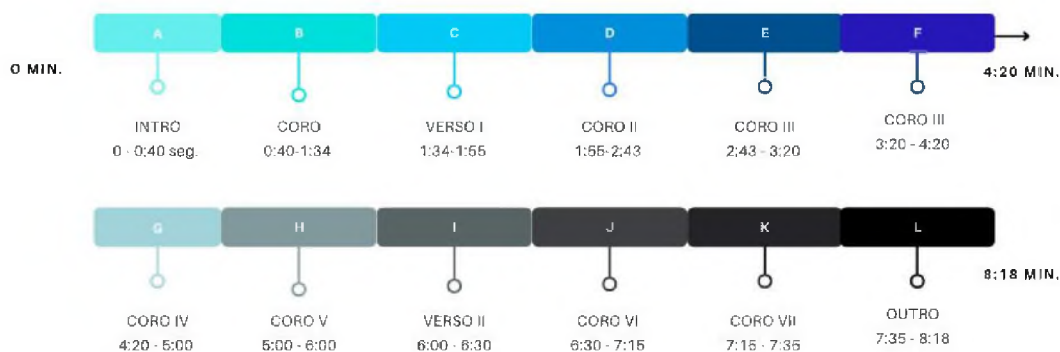 A B C D E F
0 MIN.
4:20 MIN.
INTRO CORO VERSO I CORO II CORO III CORO III
0 - 0:40 seg. 0:40-1:34 1:34-1:55 1:55-2:43 2:43 - 3:20 3:20 - 4:20
G H I J K L
8:18 MIN.
CORO IV CORO V VERSO II CORO VI CORO VII OUTRO
4:20 - 5:00 5:00 - 6:00 6:00 - 6:30 6:30 - 7:15 7:15 - 7:35 7:35 - 8:18